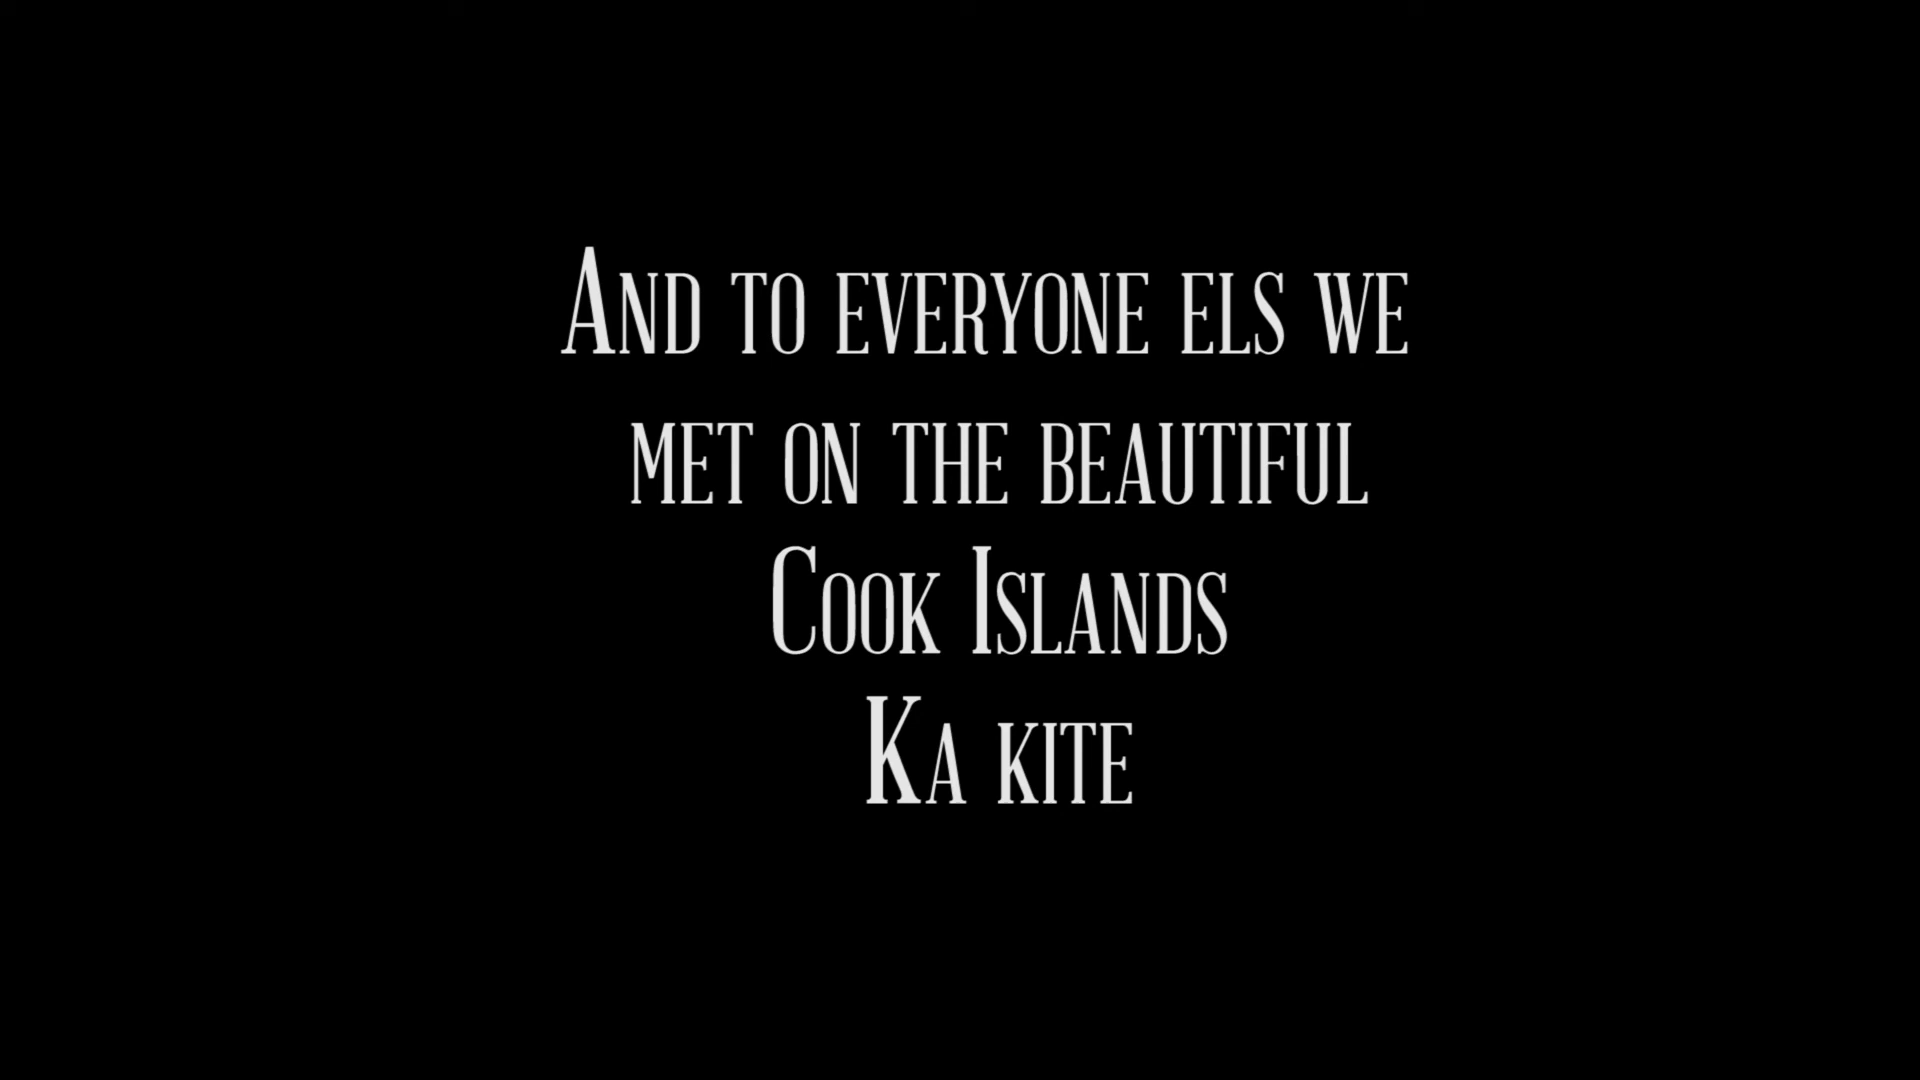 And to everyone els we
met on the beautiful
Cook Islands
Ka kite